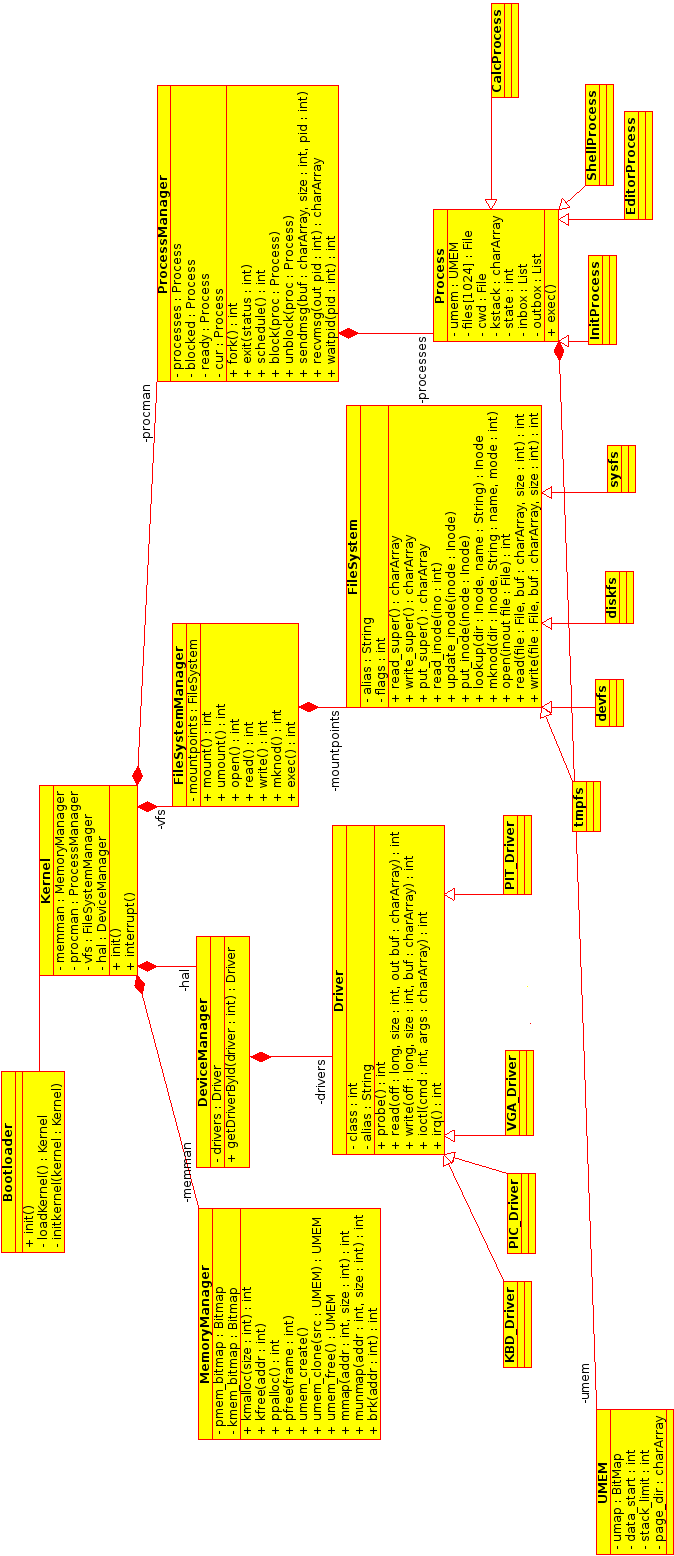 Bootloader
+ init()
- loadKernel() : Kernel
- initkernel(kernel : Kernel)
Kernel
- memman : MemoryManager
- procman : ProcessManager
- vfs : FileSystemManager
- hal : DeviceManager
+ init()
+ interrupt()
-memman
-hal
-vfs
-procman
MemoryManager
- pmem_bitmap : Bitmap
- kmem_bitmap : Bitmap
+ kmalloc(size : int) : int
+ kfree(addr : int)
+ ppalloc() : int
+ pfree(frame : int)
+ umem_create()
+ umem_clone(src : UMEM) : UMEM
+ umem_free() : UMEM
+ mmap(addr : int, size : int) : int
+ munmap(addr : int, size : int) : int
+ brk(addr : int) : int
DeviceManager
- drivers : Driver
+ getDriverById(driver : int) : Driver
-drivers
FileSystemManager
- mountpoints : FileSystem
+ mount() : int
+ umount() : int
+ open() : int
+ read() : int
+ write() : int
+ mknod() : int
+ exec() : int
-mountpoints
ProcessManager
- processes : Process
- blocked : Process
- ready : Process
- cur : Process
+ fork() : int
+ exit(status : int)
+ schedule() : int
+ block(proc : Process)
+ unblock(proc : Process)
+ sendmsg(buf : charArray, size : int, pid : int)
+ recvmsg(out pid : int) : charArray
+ waitpid(pid : int) : int
-processes
Driver
- class : int
- alias : String
+ probe() : int
+ read(off : long, size : int, out buf : charArray) : int
+ write(off : long, size : int, buf : charArray) : int
+ ioctl(cmd : int, args : charArray) : int
+ irq() : int
FileSystem
- alias : String
- flags : int
+ read_super() : charArray
+ write_super() : charArray
+ put_super() : charArray
+ read_inode(ino : int)
+ update_inode(inode : Inode)
+ put_inode(inode : Inode)
+ lookup(dir : Inode, name : String) : Inode
+ mknod(dir : Inode, String : name, mode : int)
+ open(inout file : File) : int
+ read(file : File, buf : charArray, size : int) : int
+ write(file : File, buf : charArray, size : int) : int
Process
- umem : UMEM
- files[1024] : File
- cwd : File
- kstack : charArray
- state : int
- inbox : List
- outbox : List
+ exec()
KBD_Driver
PIC_Driver
VGA_Driver
PIT_Driver
tmpfs
devfs
diskfs
sysfs
InitProcess
EditorProcess
ShellProcess
CalcProcess
-umem
UMEM
- umap : BitMap
- data_start : int
- stack_limit : int
- page_dir : charArray